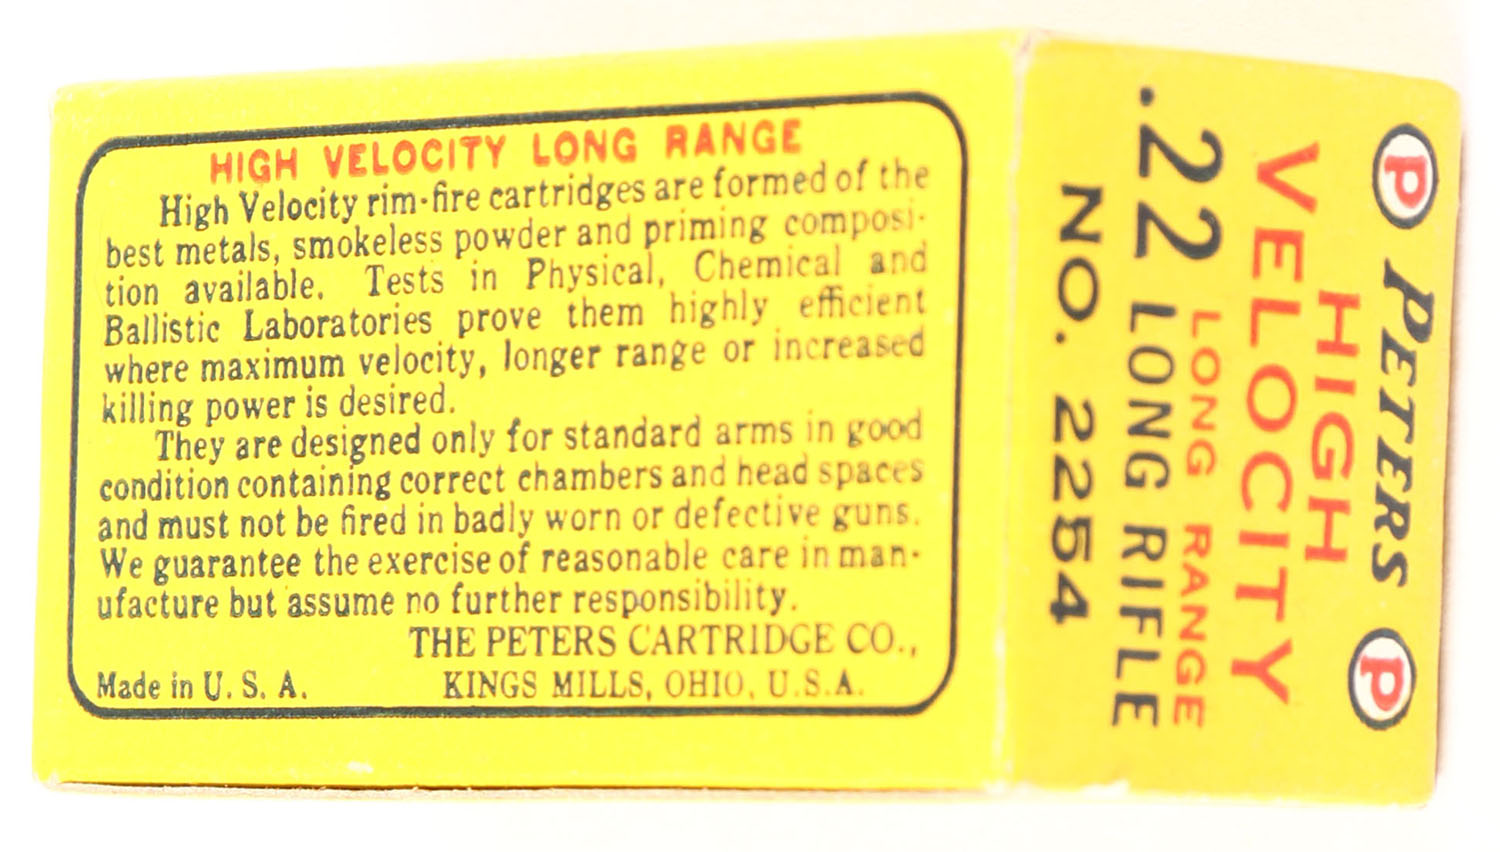 HIGH VELOCITY LONG RANGE
High Velocity rim-fire cartridges are formed of the
best metals, smokeless powder and priming composi-
tion available. Tests in Physical, Chemical and
Ballistic Laboratories prove them highly efficient
where maximum velocity, longer range or increased
killing power is desired.
They are designed only for standard arms in good
condition containing correct chambers and head spaces
and must not be fired in badly worn or defective guns.
We guarantee the exercise of reasonable care in man-
ufacture but assume no further responsibility.
THE PETERS CARTRIDGE CO.,
Made in U. S. A. KINGS MILLS, OHIO, U.S.A.
P PETERS P
HIGH
VELOCITY
LONG RANGE
.22 LONG RIFLE
NO. 2254